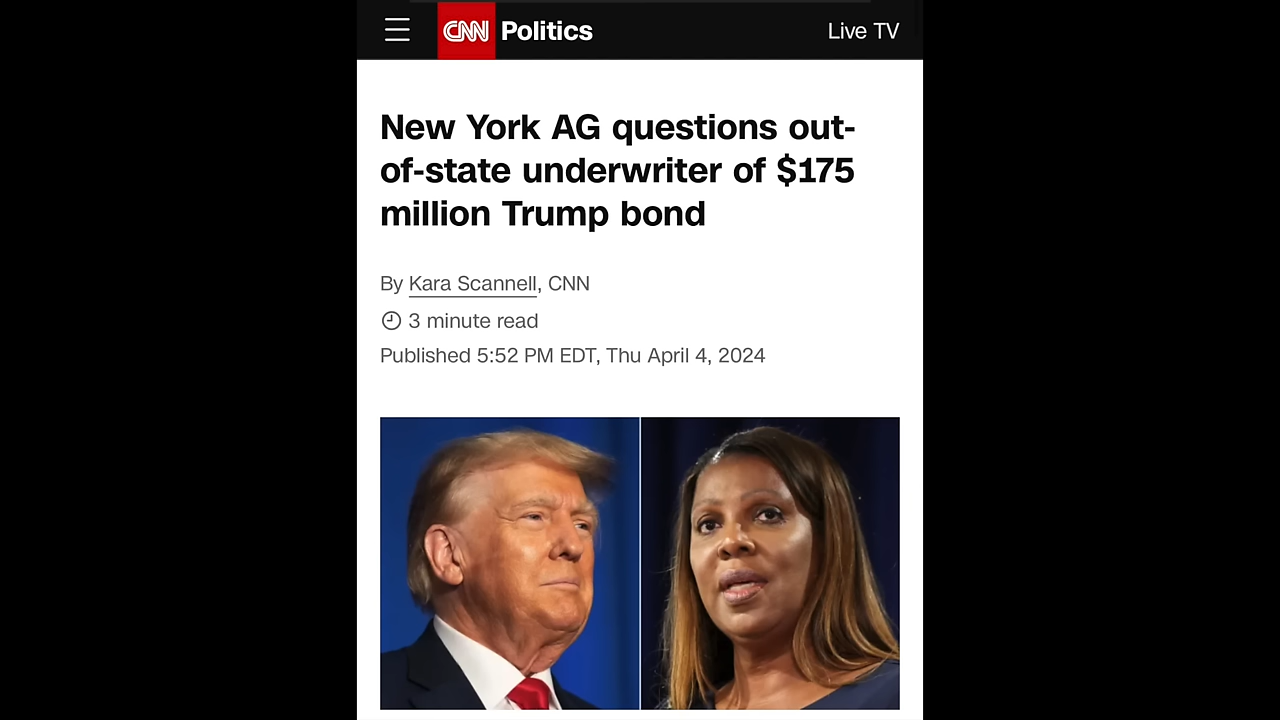 CNN Politics Live TV
New York AG questions out-
of-state underwriter of $175
million Trump bond
By Kara Scannell, CNN
3 minute read
Published 5:52 PM EDT, Thu April 4, 2024